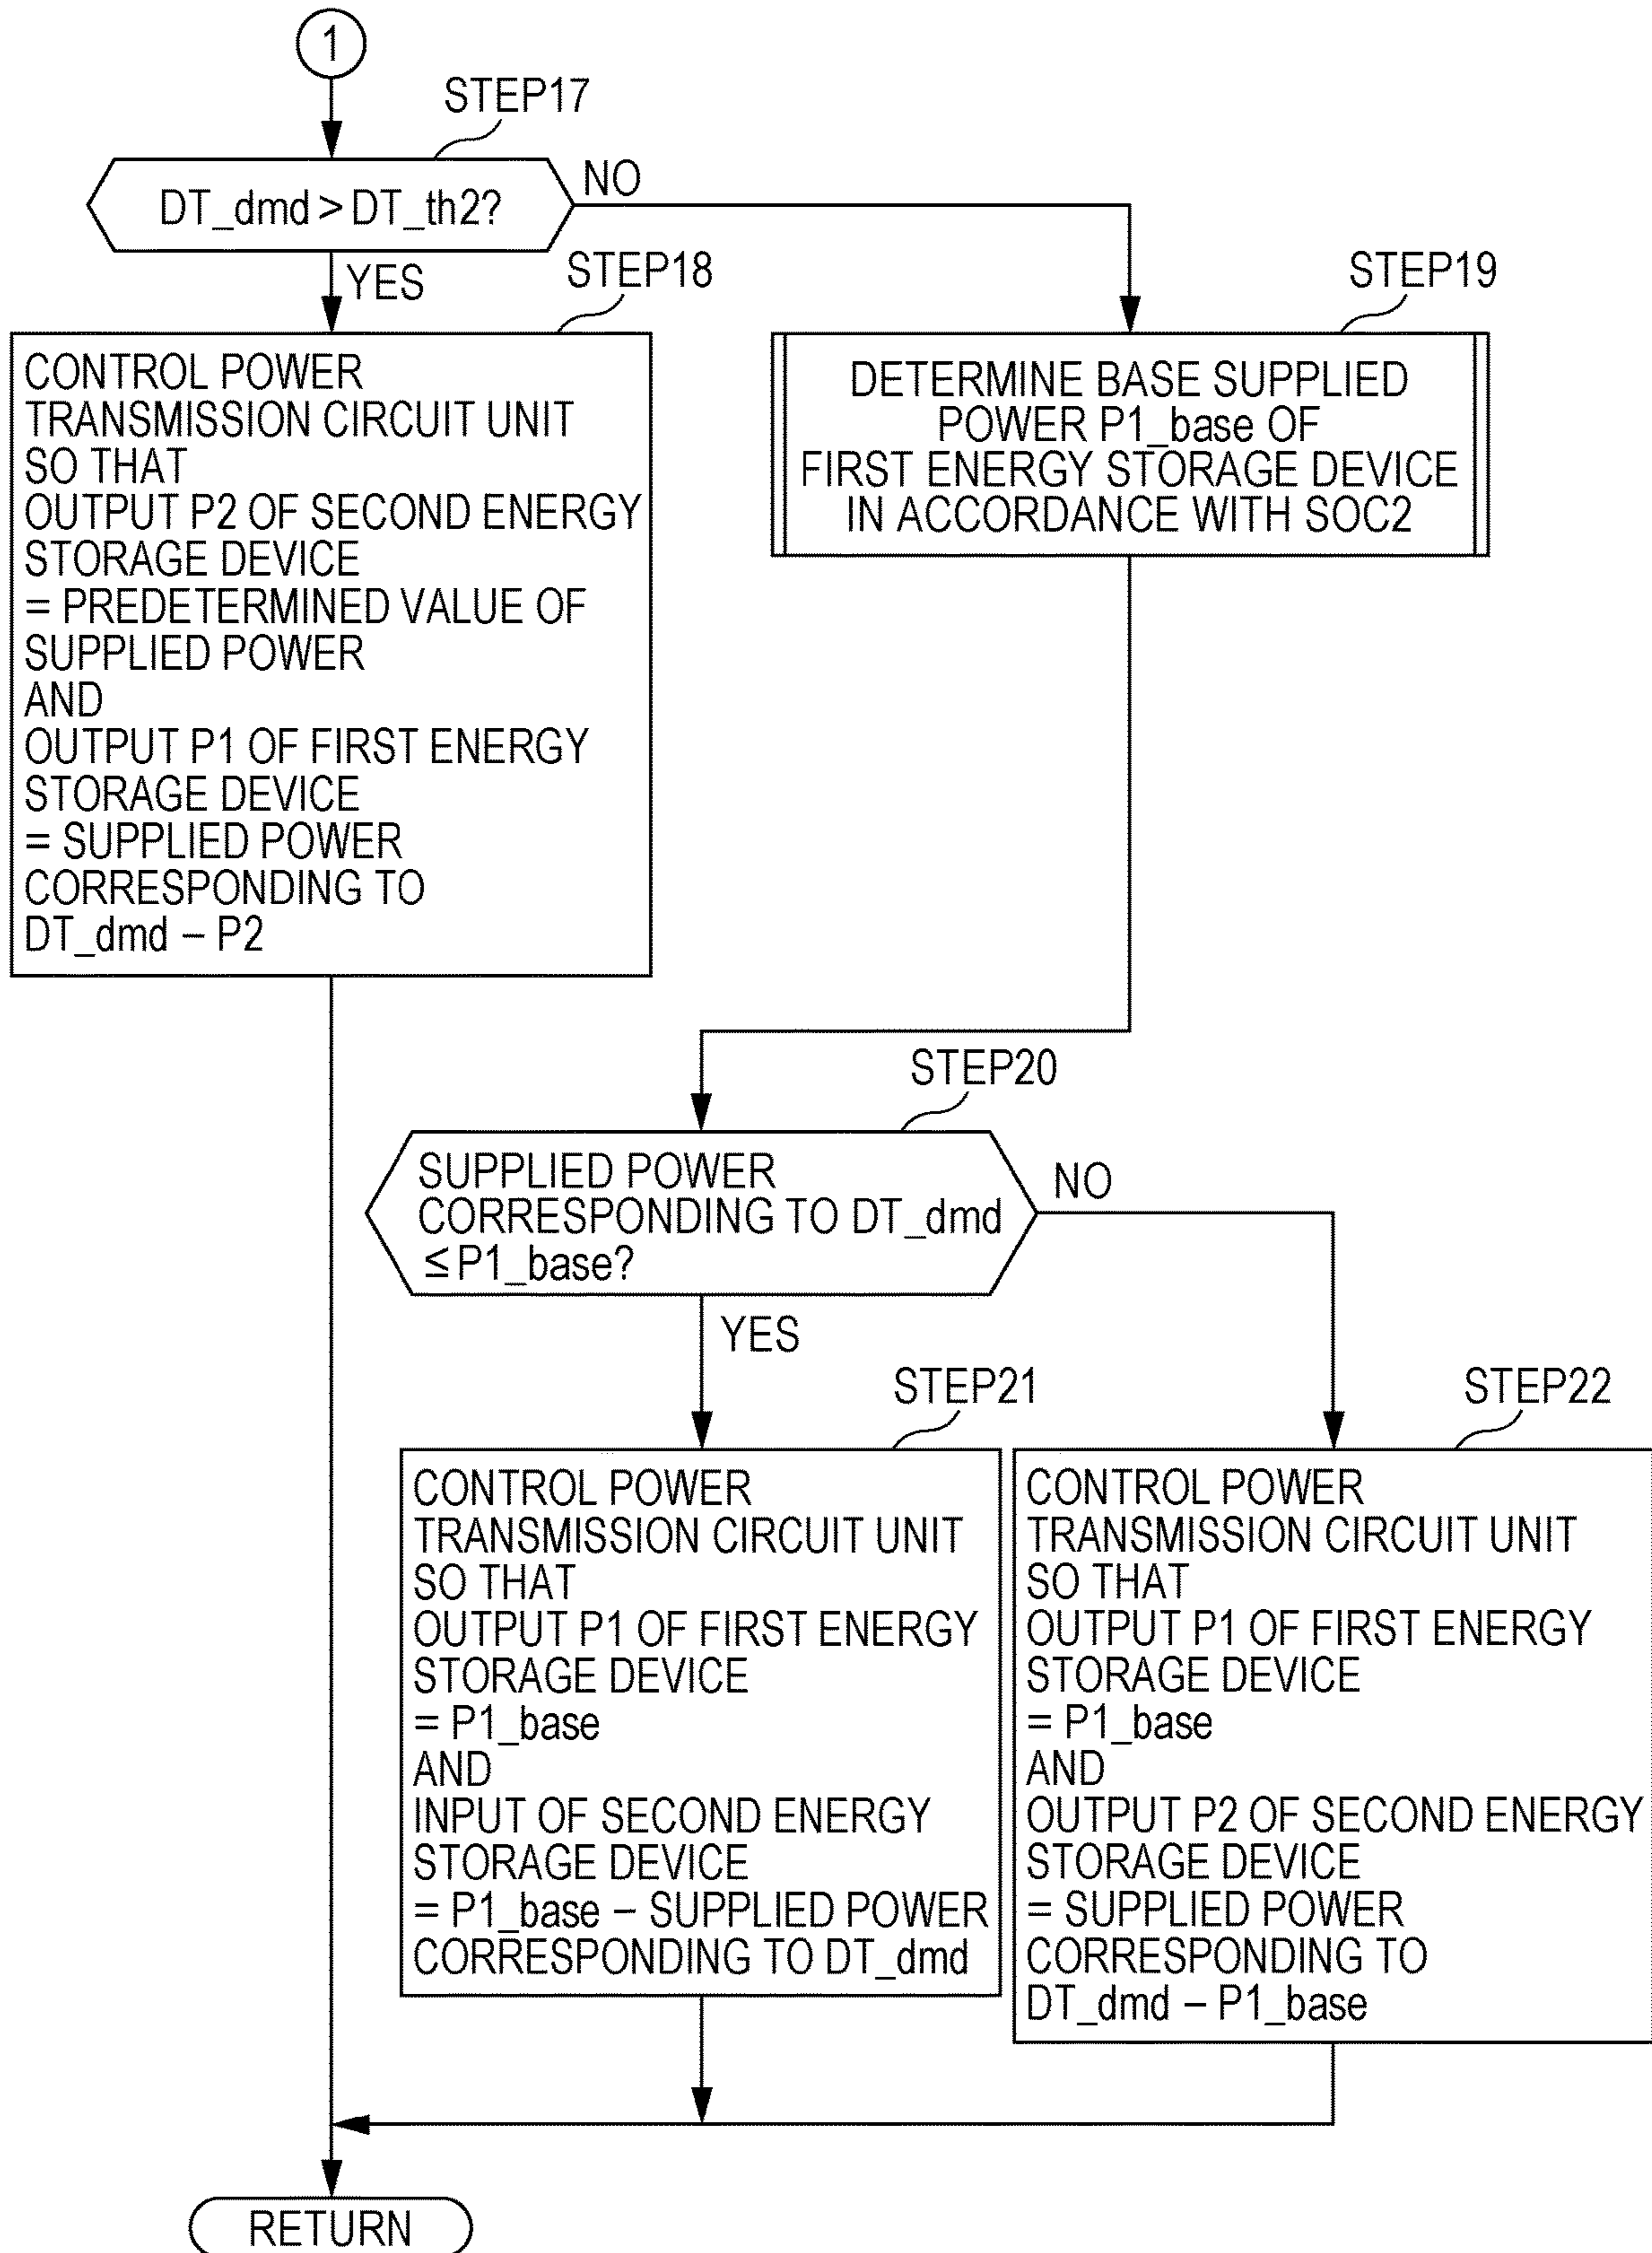 1
STEP17
DT_dmd > DT_th2?
NO
YES
STEP18
CONTROL POWER
TRANSMISSION CIRCUIT UNIT
SO THAT
OUTPUT P2 OF SECOND ENERGY
STORAGE DEVICE
= PREDETERMINED VALUE OF
SUPPLIED POWER
AND
OUTPUT P1 OF FIRST ENERGY
STORAGE DEVICE
= SUPPLIED POWER
CORRESPONDING TO
DT_dmd – P2
STEP19
DETERMINE BASE SUPPLIED
POWER P1_base OF
FIRST ENERGY STORAGE DEVICE
IN ACCORDANCE WITH SOC2
STEP20
SUPPLIED POWER
CORRESPONDING TO DT_dmd
≤ P1_base?
NO
YES
STEP21
CONTROL POWER
TRANSMISSION CIRCUIT UNIT
SO THAT
OUTPUT P1 OF FIRST ENERGY
STORAGE DEVICE
= P1_base
AND
INPUT OF SECOND ENERGY
STORAGE DEVICE
= P1_base – SUPPLIED POWER
CORRESPONDING TO DT_dmd
STEP22
CONTROL POWER
TRANSMISSION CIRCUIT UNIT
SO THAT
OUTPUT P1 OF FIRST ENERGY
STORAGE DEVICE
= P1_base
AND
OUTPUT P2 OF SECOND ENERGY
STORAGE DEVICE
= SUPPLIED POWER
CORRESPONDING TO
DT_dmd – P1_base
RETURN